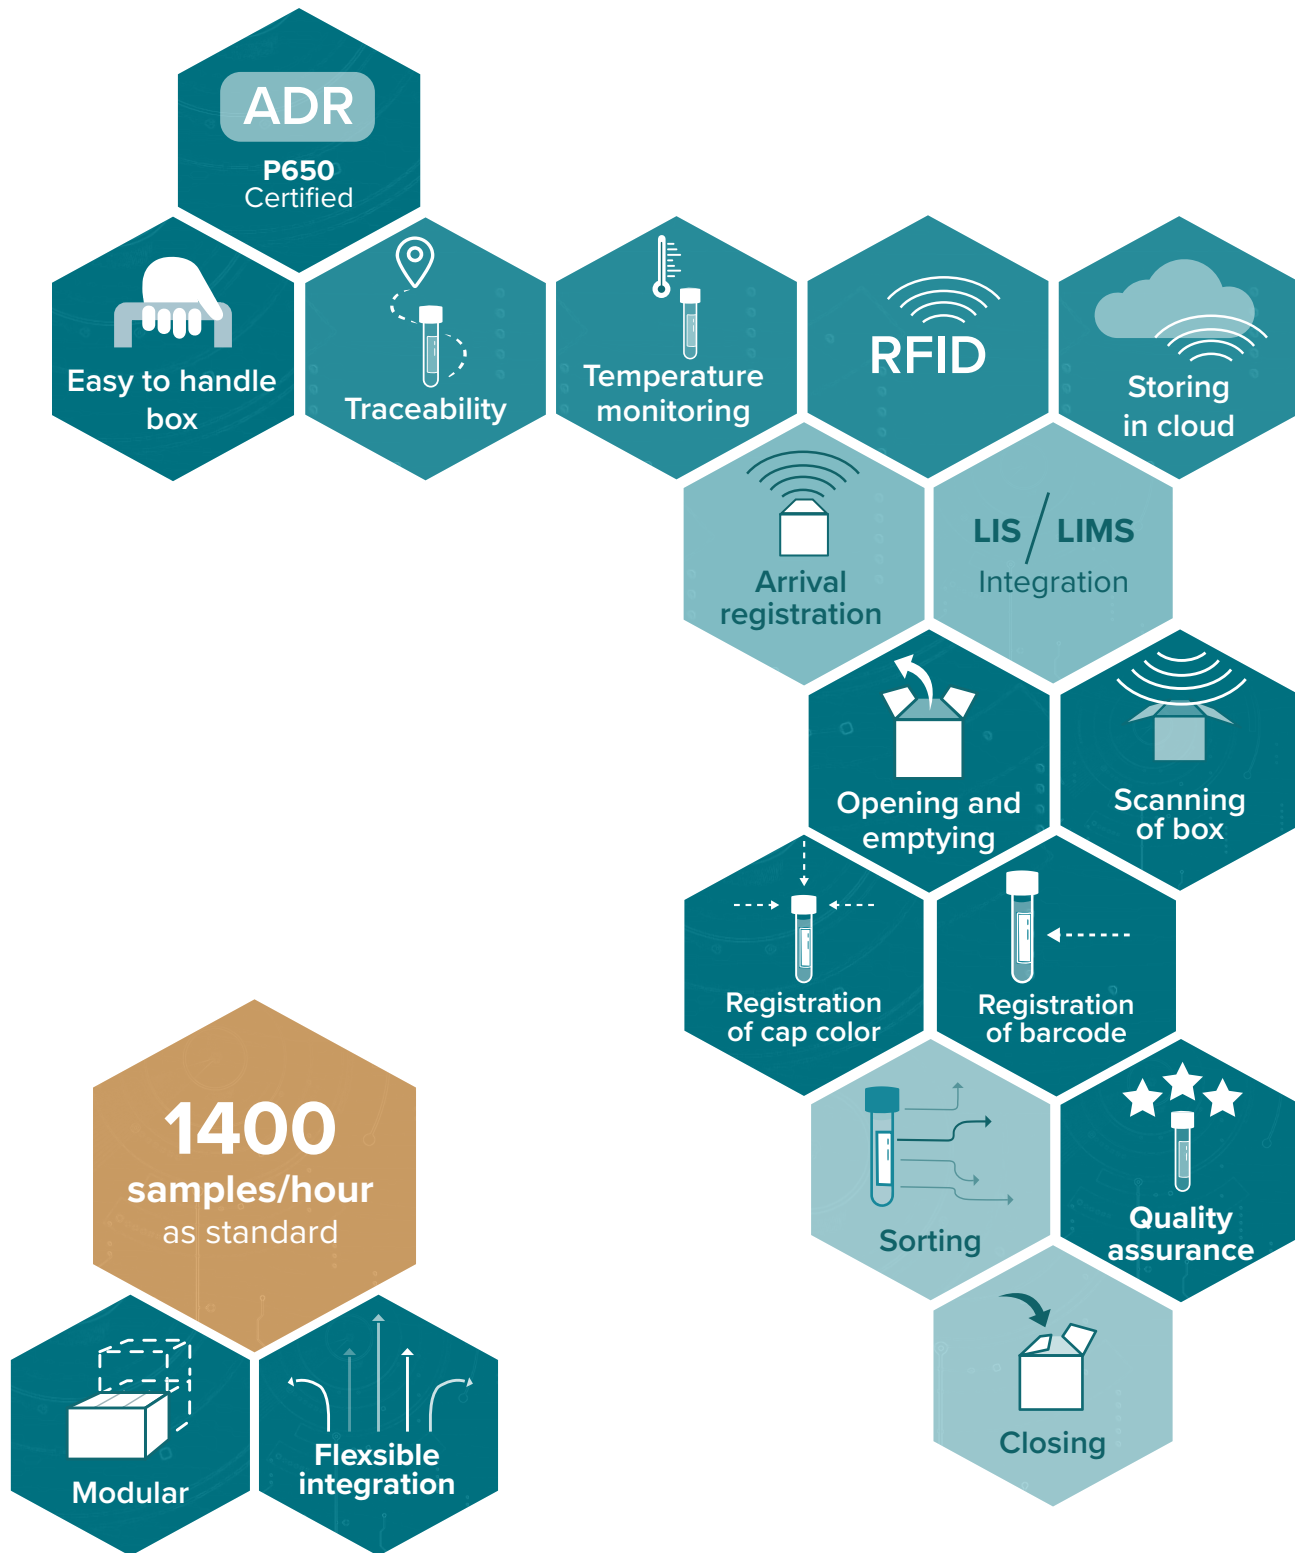 ADR
P650
Certified
Easy to handle
box
Traceability
Temperature
monitoring
RFID
Storing
in cloud
Arrival
registration
LIS / LIMS
Integration
Opening and
emptying
Scanning
of box
Registration
of cap color
Registration
of barcode
Sorting
Quality
assurance
Closing
1400
samples/hour
as standard
Modular
Flexsible
integration